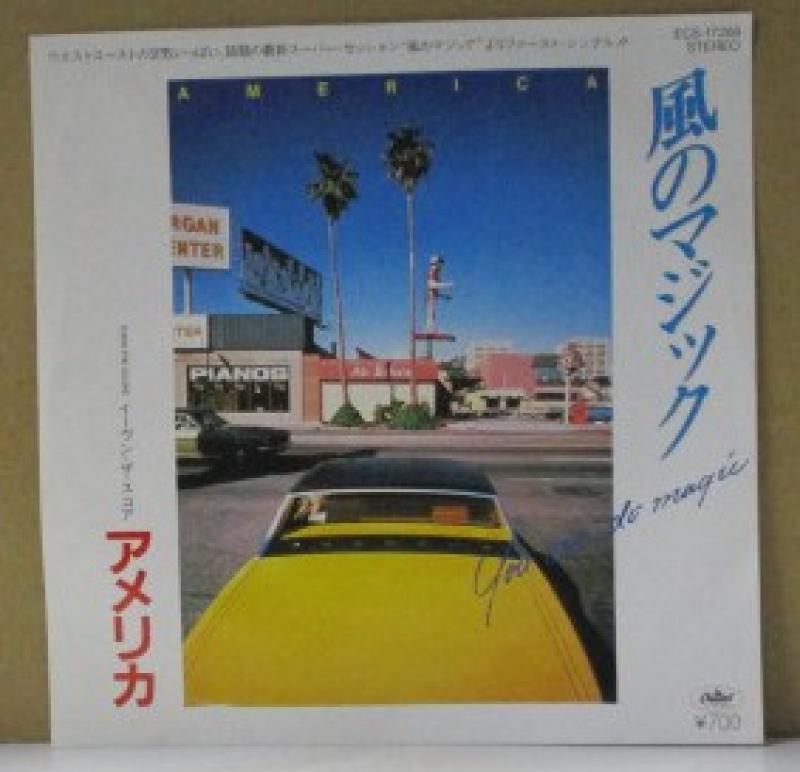 ウエストコーストの空気いっぱい、話題の最新スーパー・セッション“風のマジック”よりファースト・シングル!!
ECS-17269
STEREO
AMERICA
風のマジック
You can do magic
RGAN
ENTER
PIANOS
イーヴン・ザ・スコア
アメリカ
Capitol
¥700